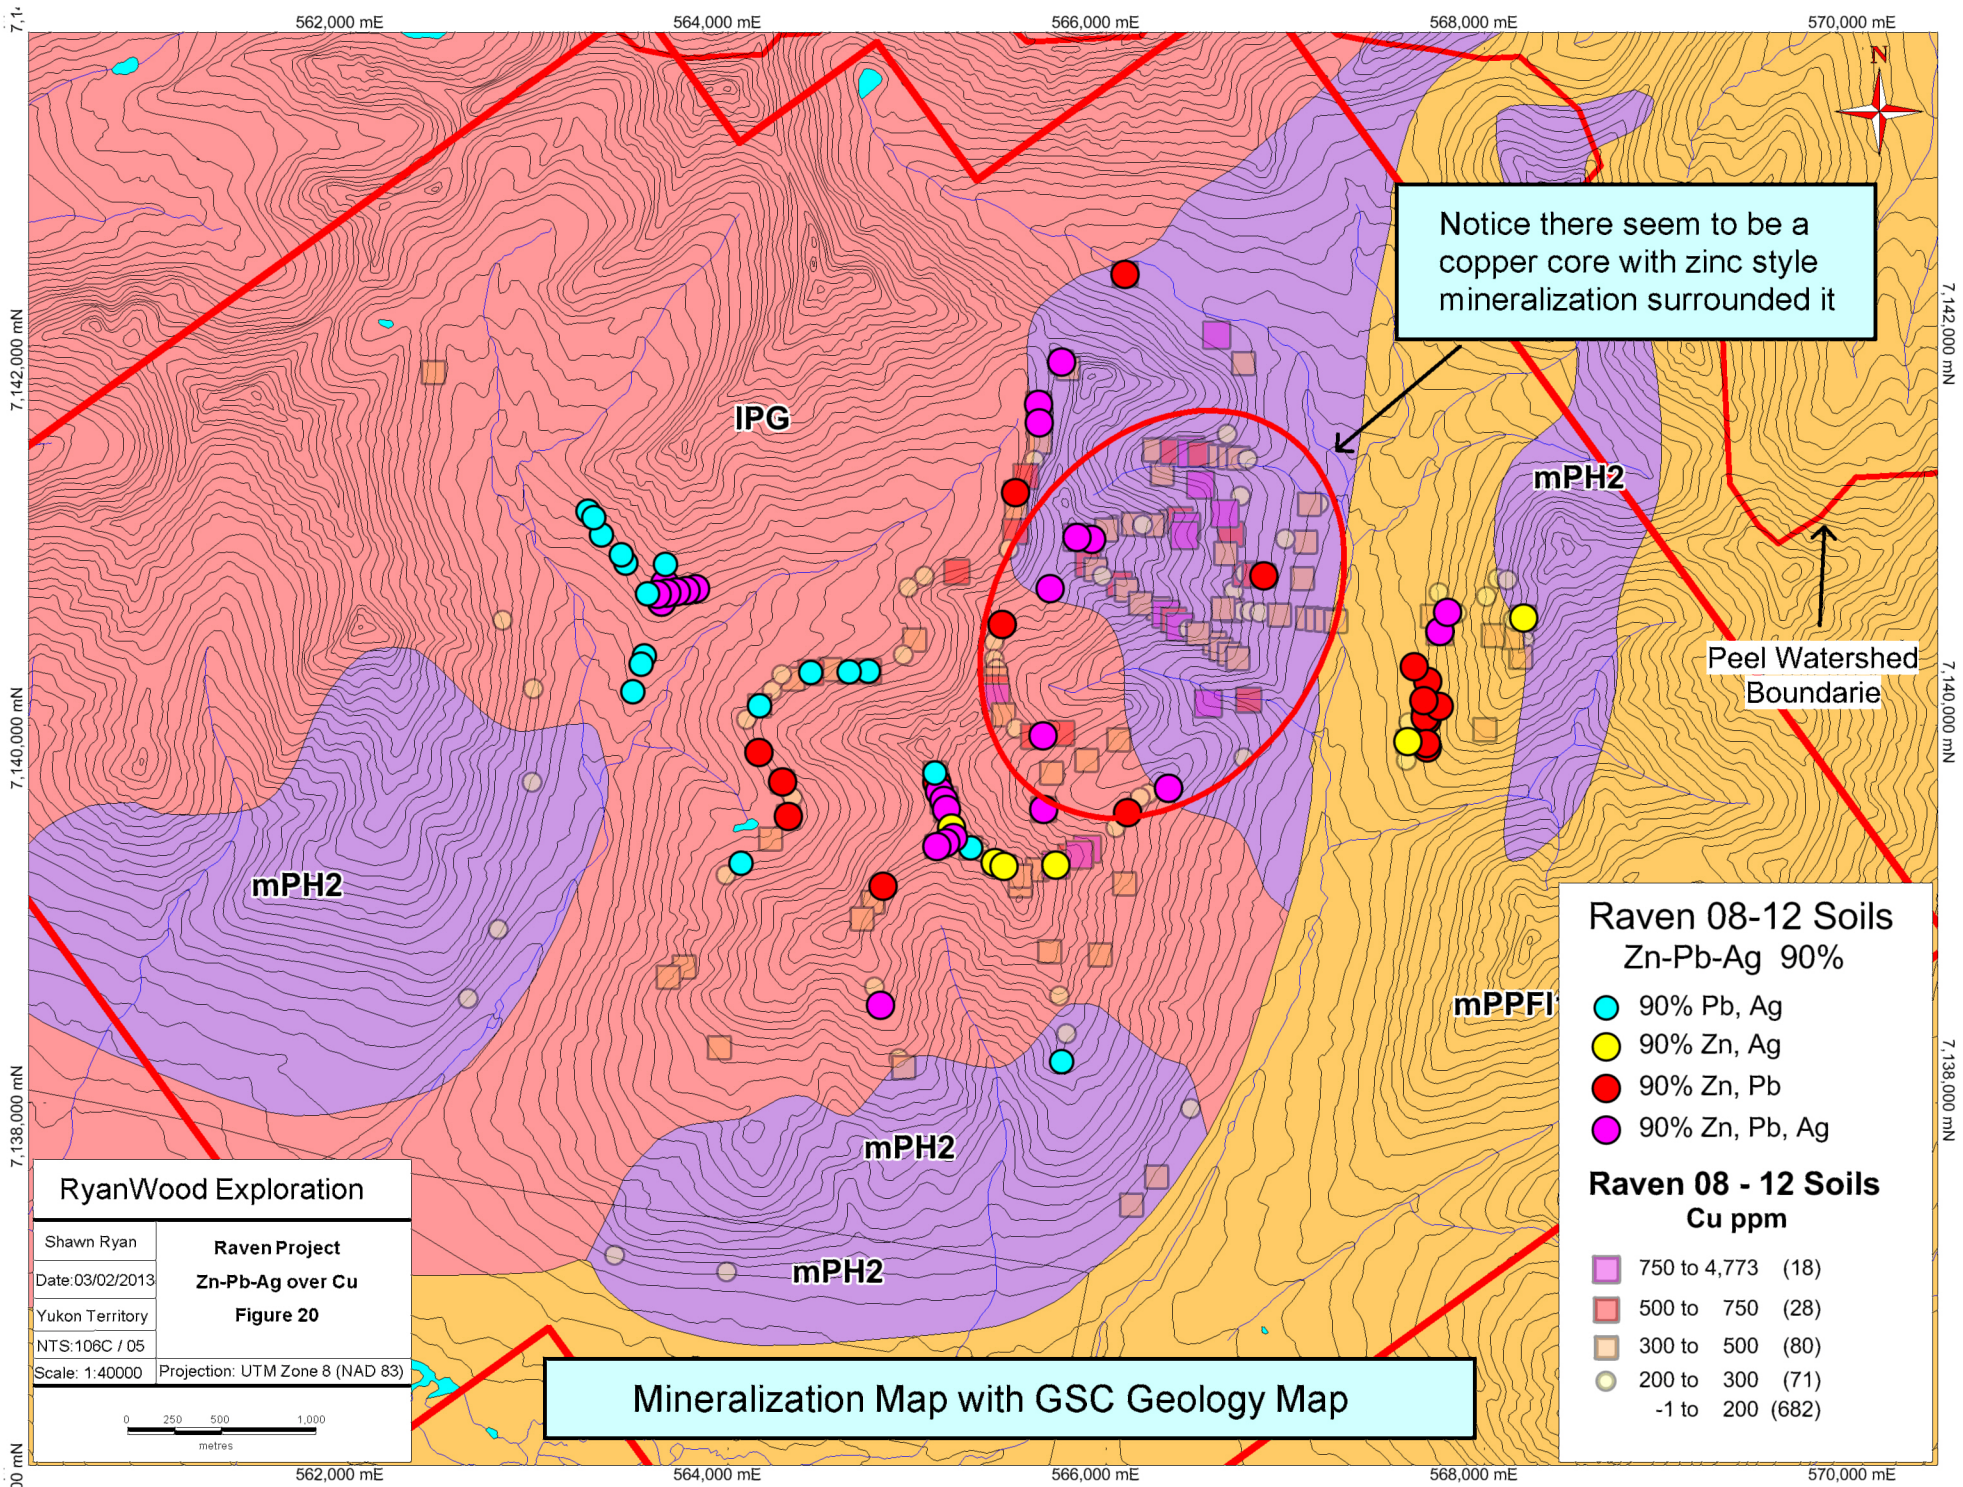 562,000 mE
564,000 mE
566,000 mE
568,000 mE
570,000 mE
N
Notice there seem to be a
copper core with zinc style
mineralization surrounded it
7,142,000 mN
7,142,000 mN
IPG
mPH2
Peel Watershed
Boundarie
7,140,000 mN
7,140,000 mN
mPH2
mPPFI
Raven 08-12 Soils
Zn-Pb-Ag 90%
90% Pb, Ag
90% Zn, Ag
90% Zn, Pb
90% Zn, Pb, Ag
Raven 08 - 12 Soils
Cu ppm
750 to 4,773 (18)
500 to 750 (28)
300 to 500 (80)
200 to 300 (71)
-1 to 200 (682)
7,138,000 mN
7,138,000 mN
mPH2
mPH2
RyanWood Exploration
Shawn Ryan
Date:03/02/2013
Yukon Territory
NTS:106C / 05
Scale: 1:40000
Raven Project
Zn-Pb-Ag over Cu
Figure 20
Projection: UTM Zone 8 (NAD 83)
0 250 500 1,000
metres
Mineralization Map with GSC Geology Map
562,000 mE
564,000 mE
566,000 mE
568,000 mE
570,000 mE